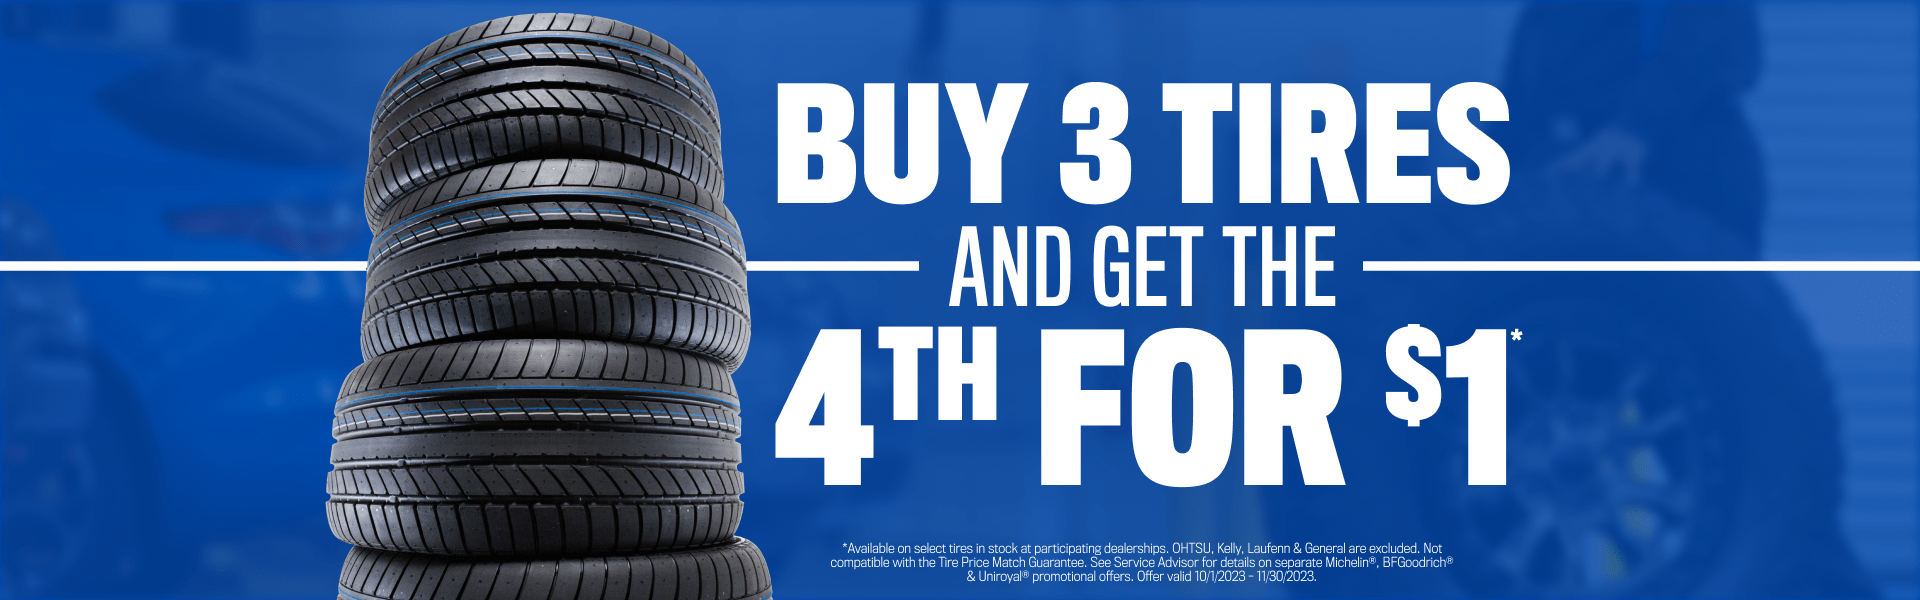 BUY 3 TIRES
AND GET THE
4TH FOR $1*
*Available on select tires in stock at participating dealerships. OHTSU, Kelly, Laufenn & General are excluded. Not
compatible with the Tire Price Match Guarantee. See Service Advisor for details on separate Michelin®, BFGoodrich®
& Uniroyal® promotional offers. Offer valid 10/1/2023 - 11/30/2023.